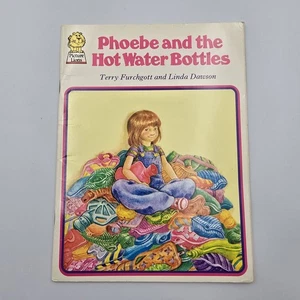 Picture
Lions
Phoebe and the
Hot Water Bottles
Terry Furchgott and Linda Dawson